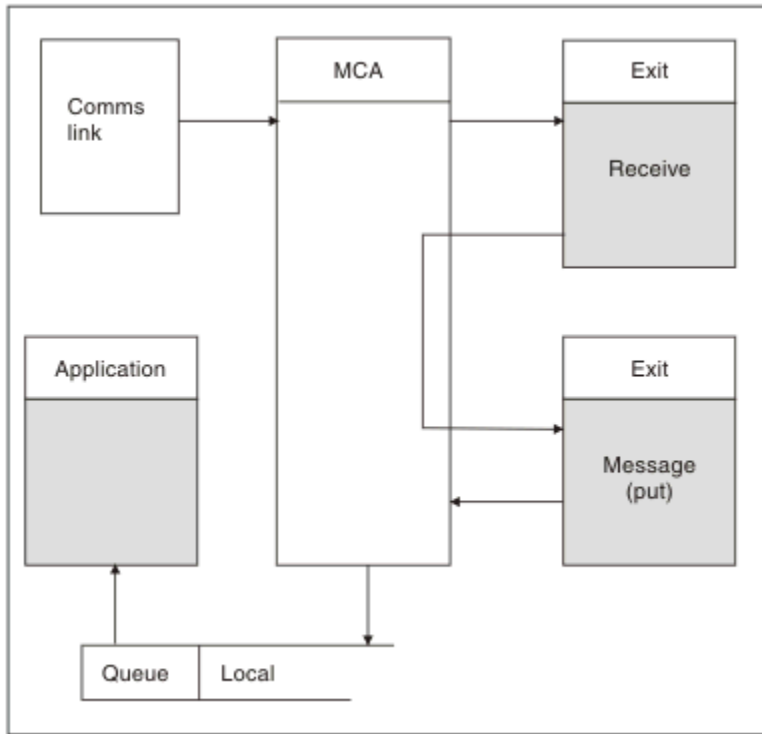 Comms
link
MCA
Exit
Receive
Application
Exit
Message
(put)
Queue
Local